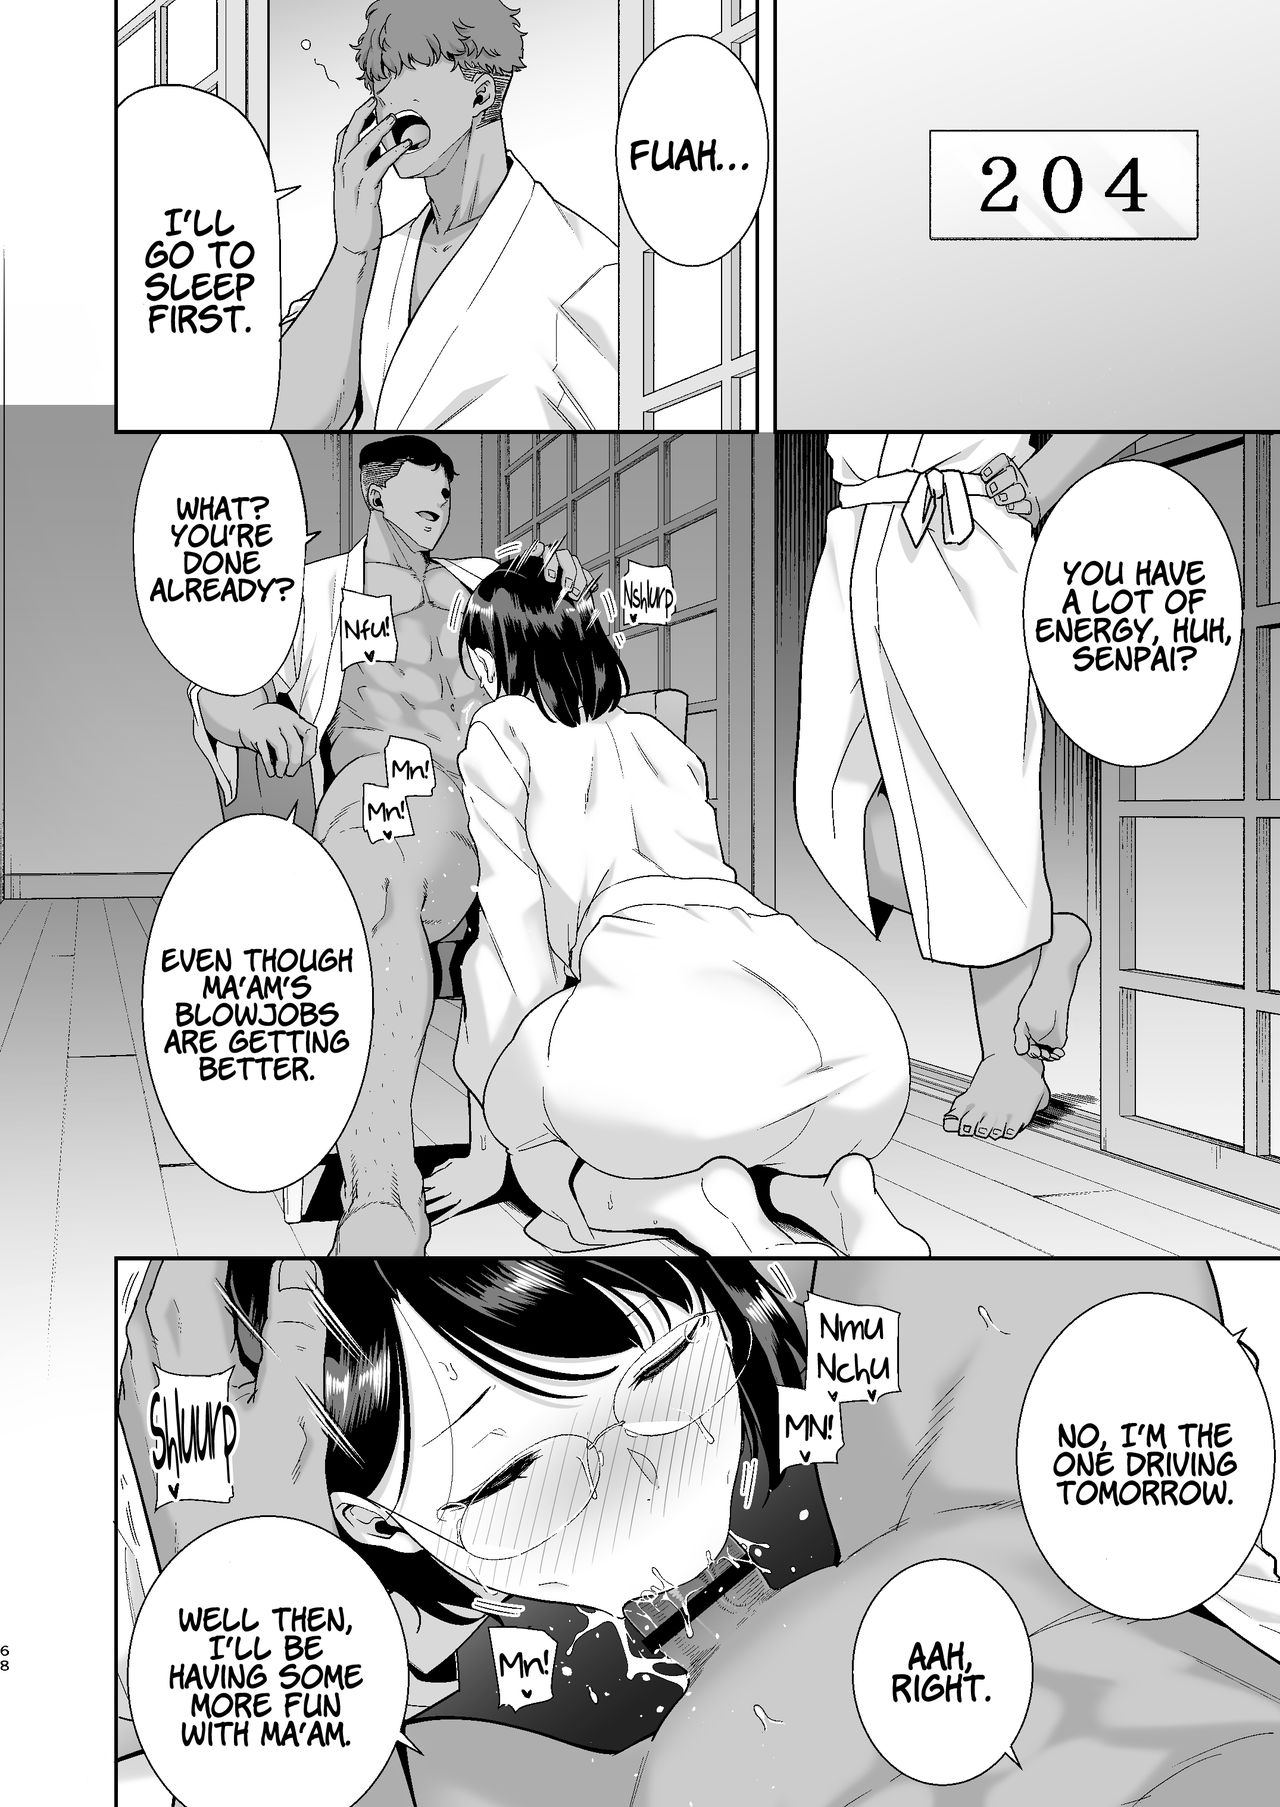 204
FUAH...
I'LL
GO TO
SLEEP
FIRST.
YOU HAVE
A LOT OF
ENERGY, HUH,
SENPAI?
Nshlurp
WHAT?
YOU'RE
DONE
ALREADY?
Nfu!
Mn!
Mn!
EVEN THOUGH
MA'AM'S
BLOWJOBS
ARE GETTING
BETTER.
NO, I'M THE
ONE DRIVING
TOMORROW.
Nmu
Nchu
MN!
Shluurp
AAH,
RIGHT.
Mn!
WELL THEN,
I'LL BE
HAVING SOME
MORE FUN
WITH MA'AM.
68